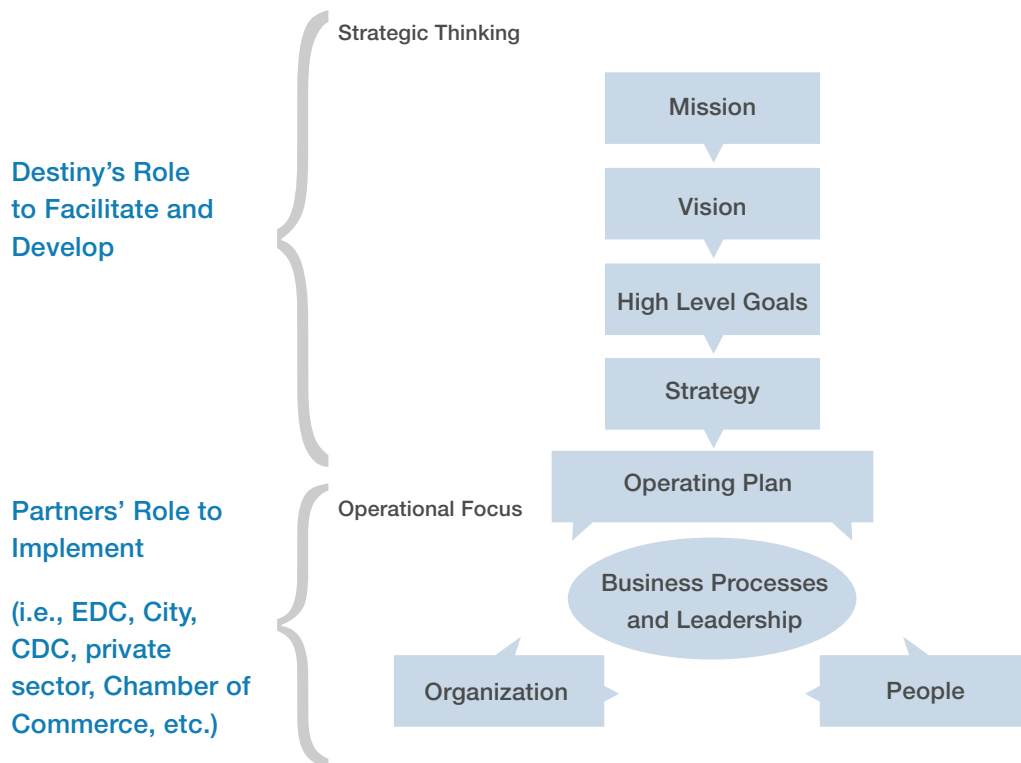 Strategic Thinking
Mission
Destiny’s Role
to Facilitate and
Develop
Vision
High Level Goals
Strategy
Operating Plan
Partners’ Role to
Implement
(i.e., EDC, City,
CDC, private
sector, Chamber of
Commerce, etc.)
Operational Focus
Business Processes
and Leadership
Organization
People